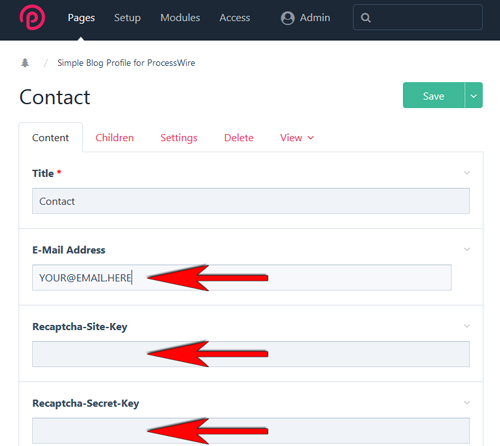 Pages Setup Modules Access Admin
/ Simple Blog Profile for ProcessWire
Contact
Save
Content Children Settings Delete View
Title *
Contact
E-Mail Address
YOUR@EMAIL.HERE
Recaptcha-Site-Key
Recaptcha-Secret-Key